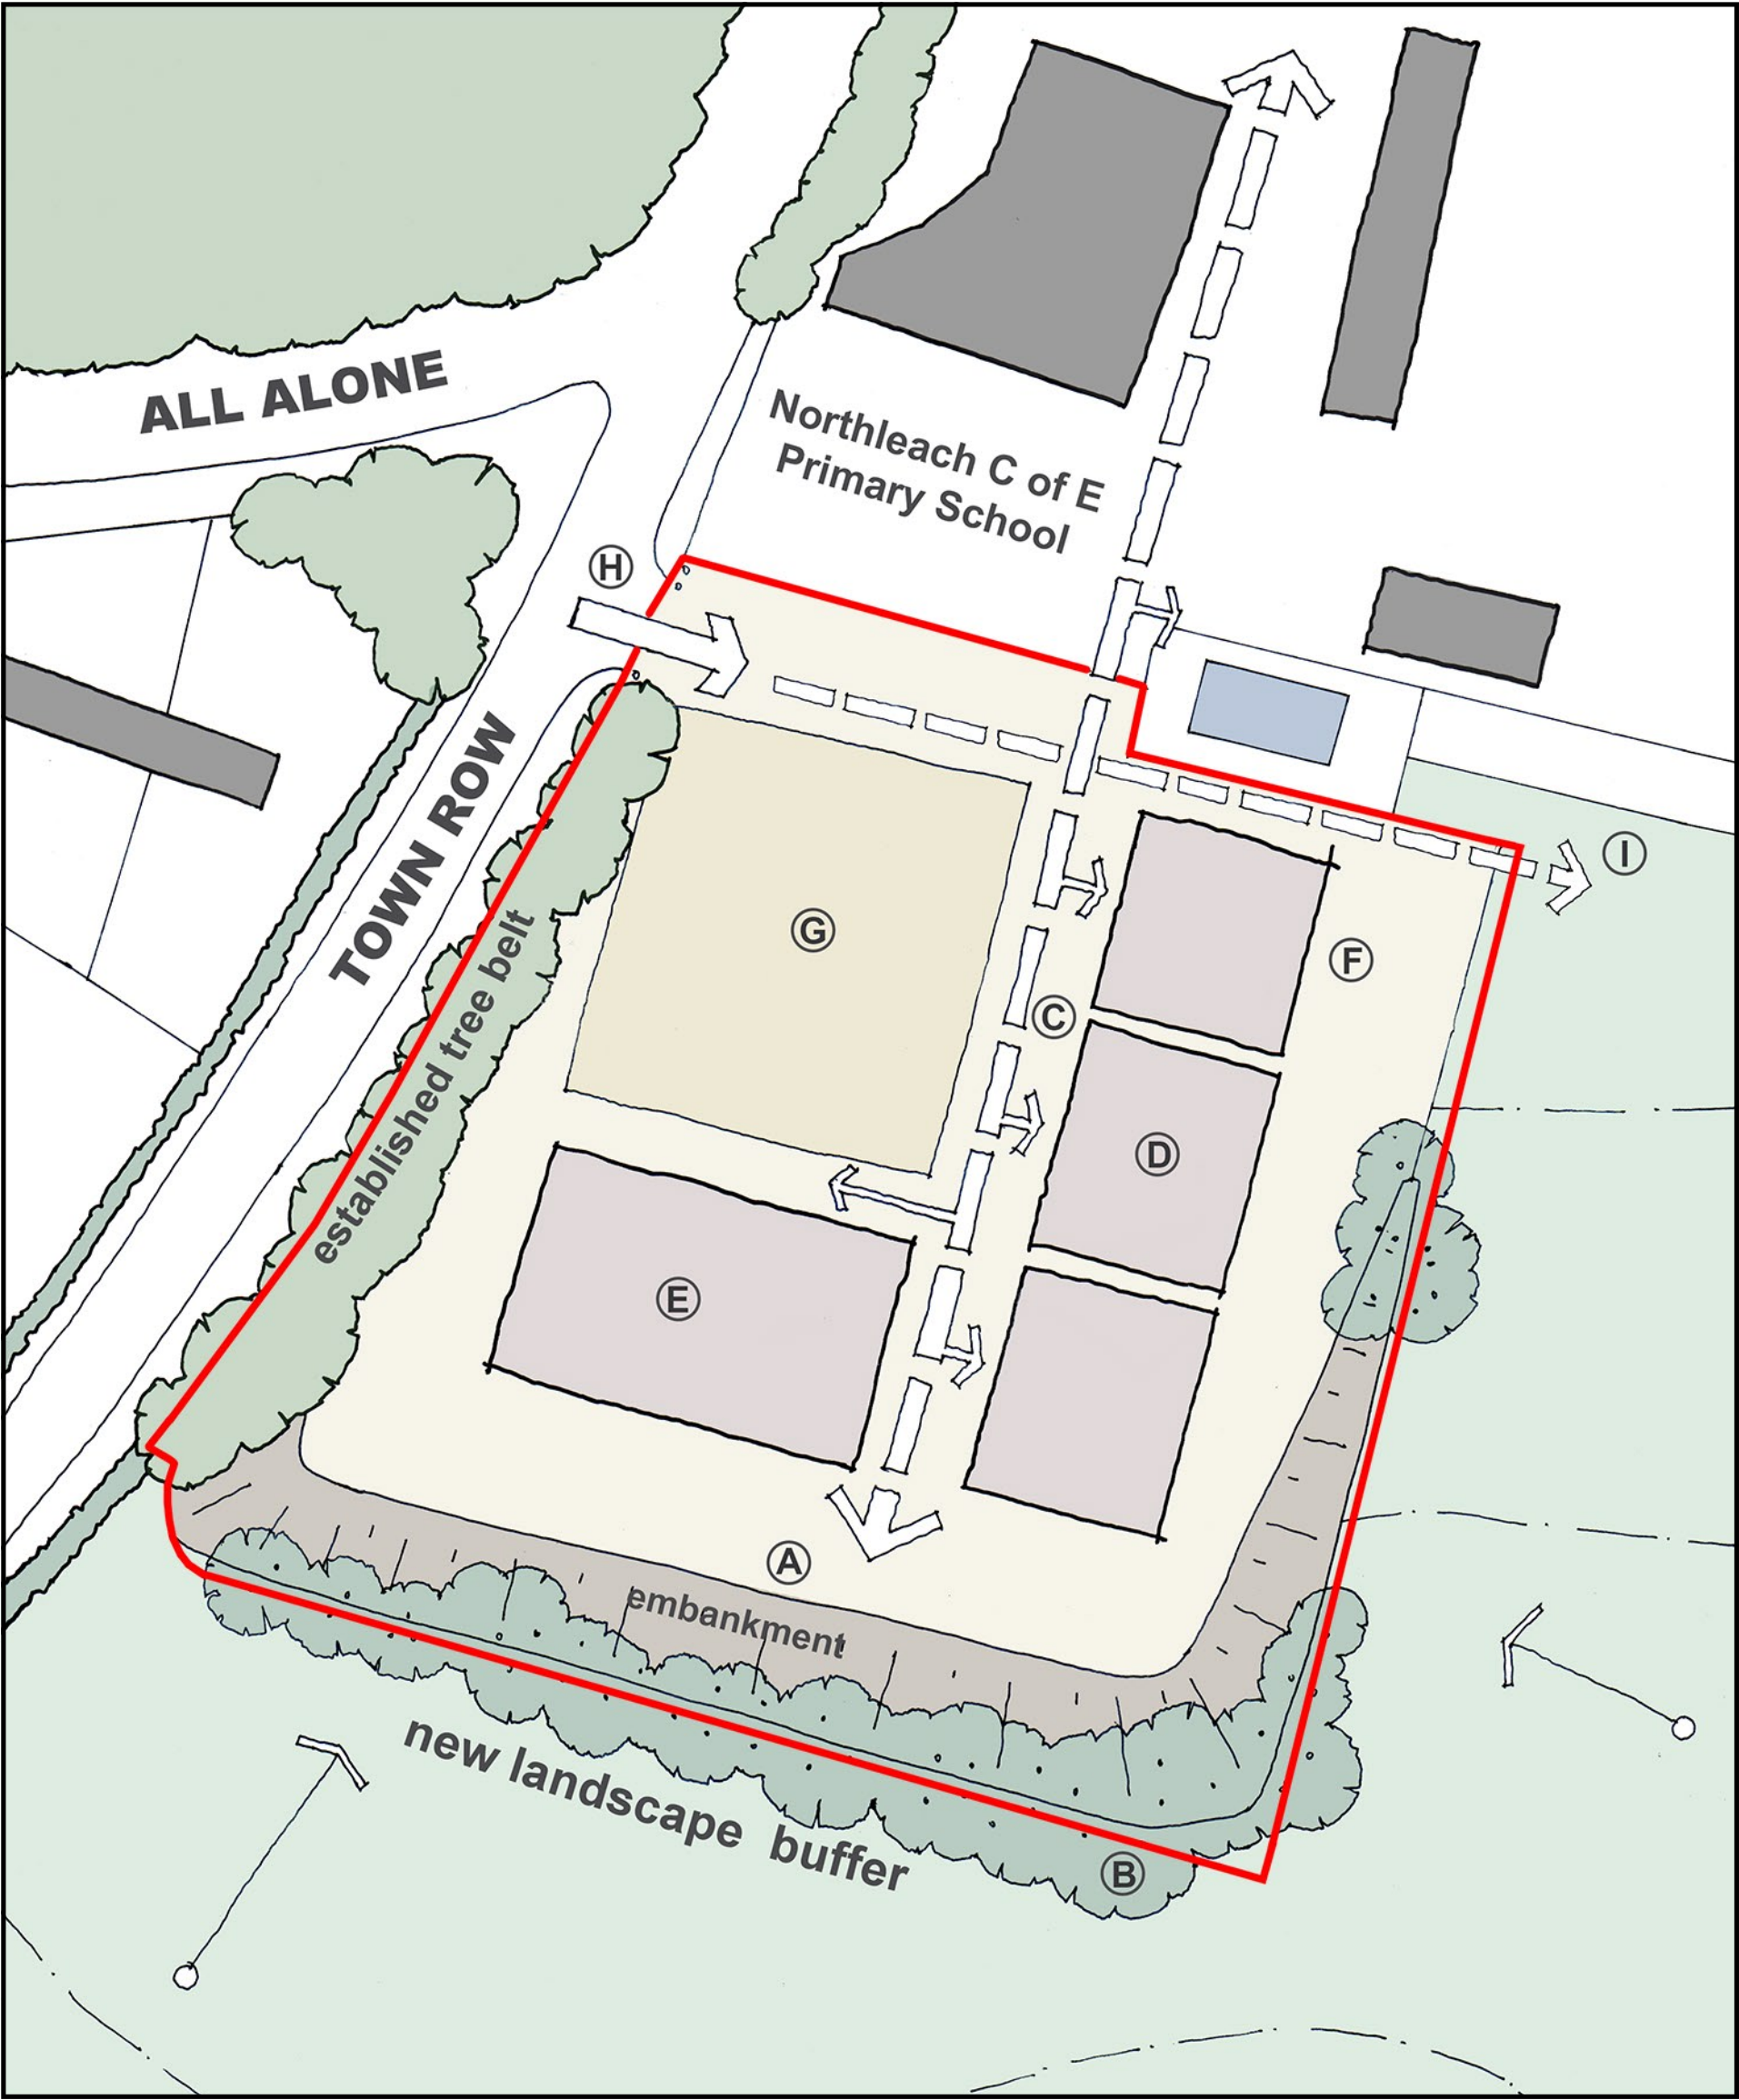 ALL ALONE
Northleach C of E
Primary School
H
TOWN ROW
I
G
F
C
established tree belt
D
E
A
embankment
new landscape buffer
B